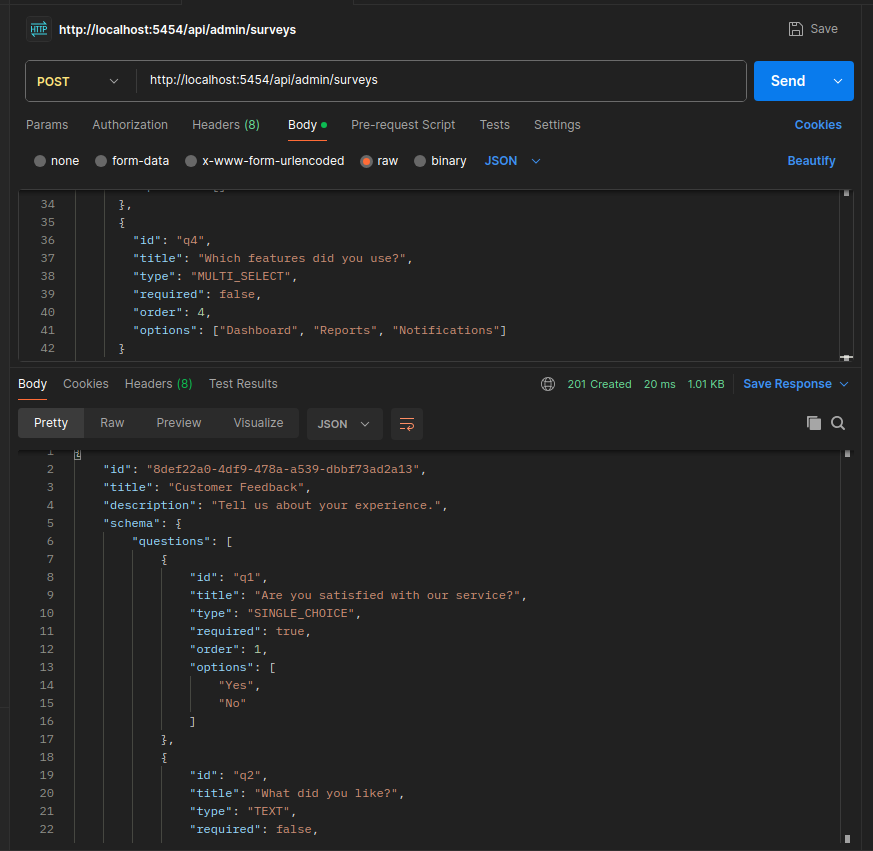 HTTP http://localhost:5454/api/admin/surveys Save
POST http://localhost:5454/api/admin/surveys Send
Params Authorization Headers (8) Body Pre-request Script Tests Settings Cookies
none form-data x-www-form-urlencoded raw binary JSON Beautify
34 },
35 {
36 "id": "q4",
37 "title": "Which features did you use?",
38 "type": "MULTI_SELECT",
39 "required": false,
40 "order": 4,
41 "options": ["Dashboard", "Reports", "Notifications"]
42 }
Body Cookies Headers (8) Test Results 201 Created 20 ms 1.01 KB Save Response
Pretty Raw Preview Visualize JSON
1 {
2 "id": "8def22a0-4df9-478a-a539-dbbf73ad2a13",
3 "title": "Customer Feedback",
4 "description": "Tell us about your experience.",
5 "schema": {
6 "questions": [
7 {
8 "id": "q1",
9 "title": "Are you satisfied with our service?",
10 "type": "SINGLE_CHOICE",
11 "required": true,
12 "order": 1,
13 "options": [
14 "Yes",
15 "No"
16 ]
17 },
18 {
19 "id": "q2",
20 "title": "What did you like?",
21 "type": "TEXT",
22 "required": false,